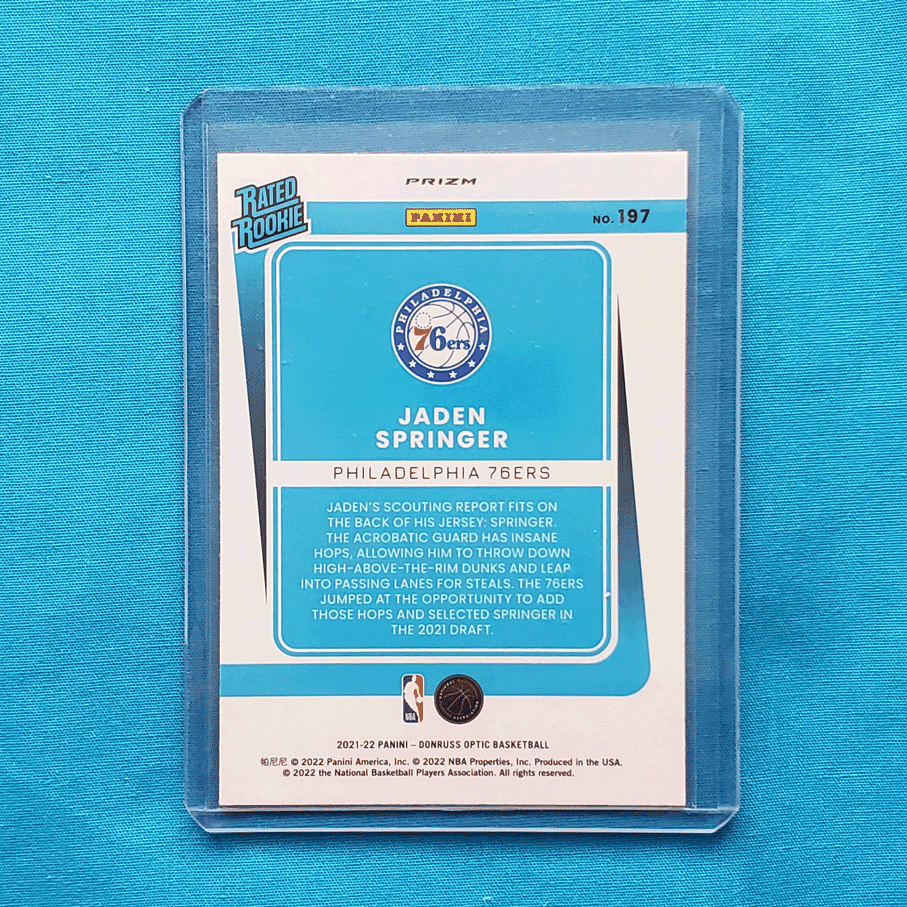 PRIZM
RATED
ROOKIE
PANINI
NO. 197
PHILADELPHIA
76ers
JADEN
SPRINGER
PHILADELPHIA 76ERS
JADEN'S SCOUTING REPORT FITS ON
THE BACK OF HIS JERSEY: SPRINGER.
THE ACROBATIC GUARD HAS INSANE
HOPS, ALLOWING HIM TO THROW DOWN
HIGH-ABOVE-THE-RIM DUNKS AND LEAP
INTO PASSING LANES FOR STEALS. THE 76ERS
JUMPED AT THE OPPORTUNITY TO ADD
THOSE HOPS AND SELECTED SPRINGER IN
THE 2021 DRAFT.
NBA
2021-22 PANINI – DONRUSS OPTIC BASKETBALL
帕尼尼 © 2022 Panini America, Inc. © 2022 NBA Properties, Inc. Produced in the USA.
© 2022 the National Basketball Players Association. All rights reserved.